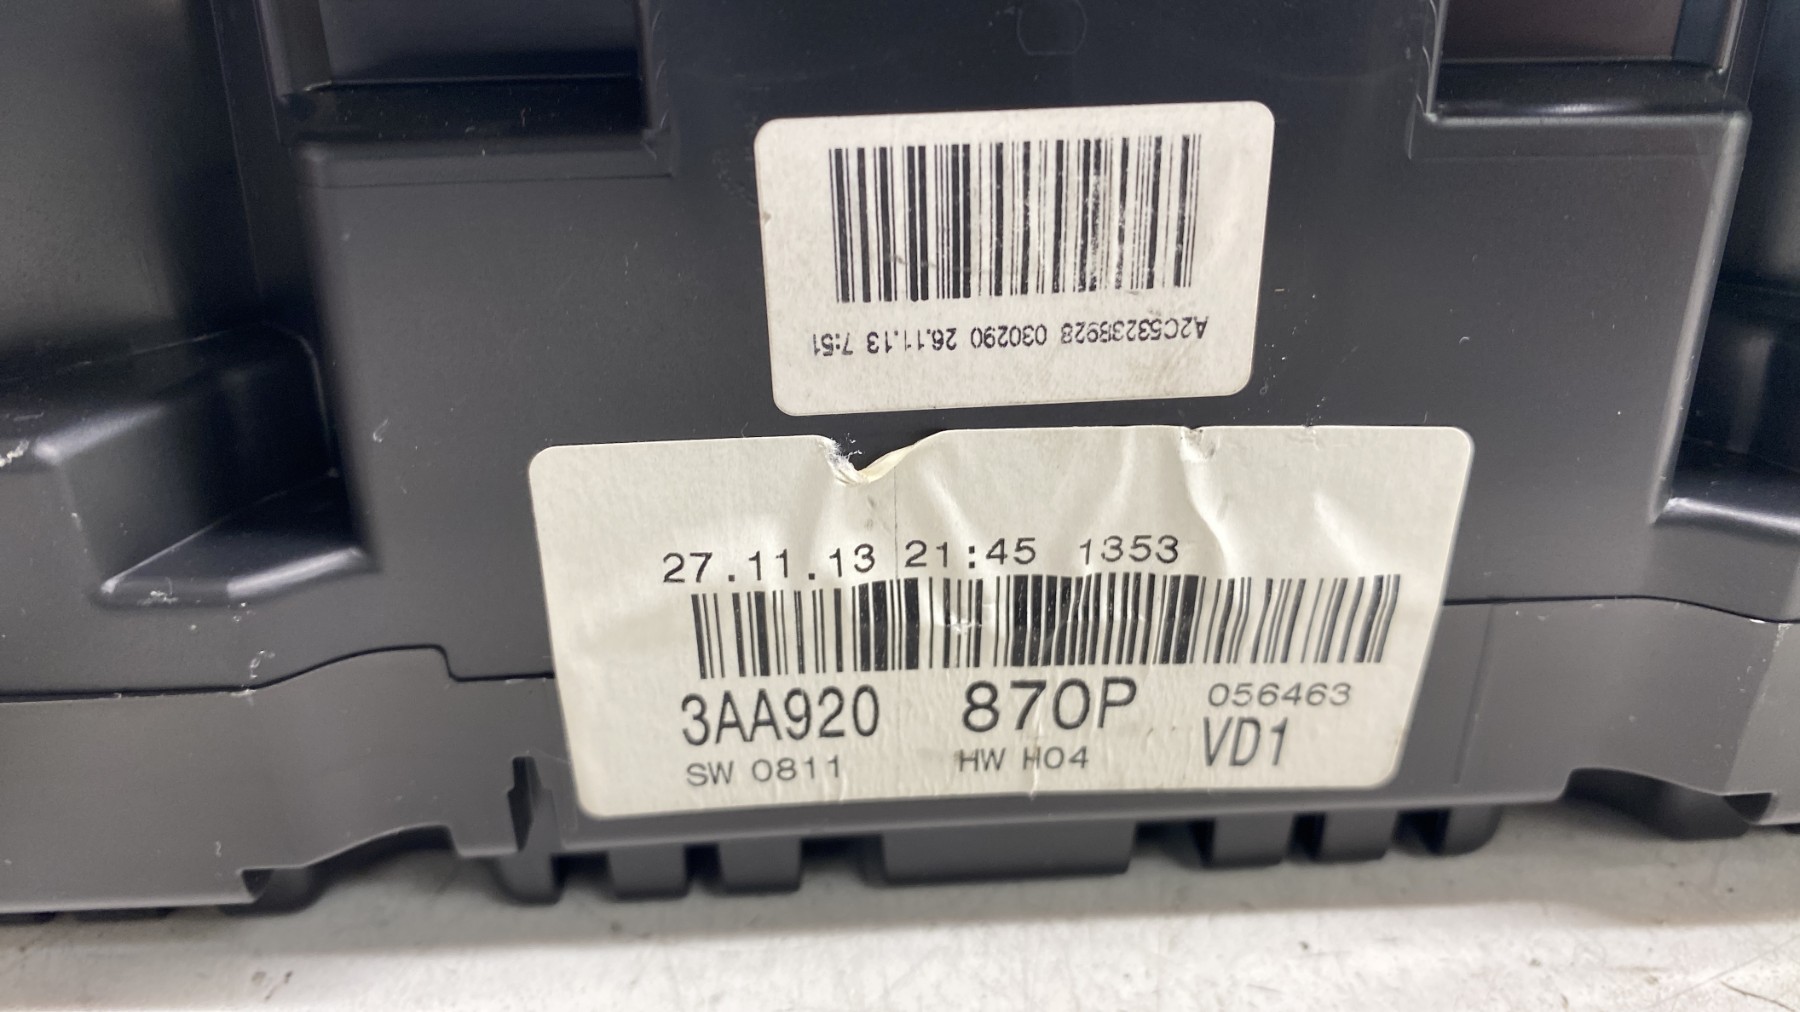 A2C53238928 030290 26.11.13 7:51
27.11.13 21:45 1353
3AA920 870P 056463
SW 0811 HW H04 VD1